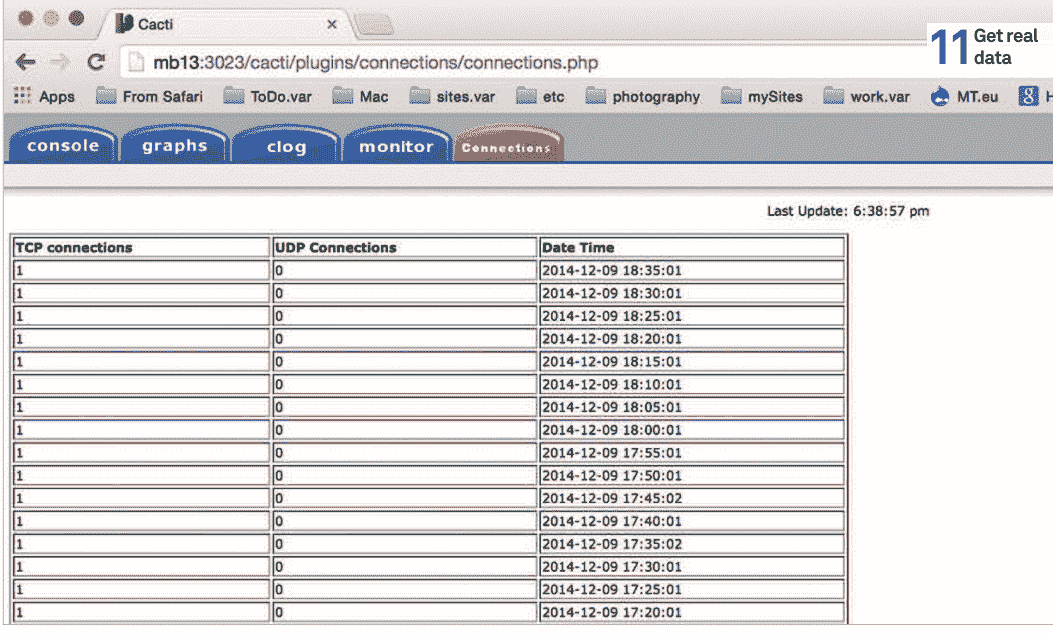 Cacti
11 Get real
data
mb13:3023/cacti/plugins/connections/connections.php
Apps From Safari ToDo.var Mac sites.var etc photography mySites work.var MT.eu 8 H
console graphs clog monitor Connections
Last Update: 6:38:57 pm
TCP connections UDP Connections Date Time
1 0 2014-12-09 18:35:01
1 0 2014-12-09 18:30:01
1 0 2014-12-09 18:25:01
1 0 2014-12-09 18:20:01
1 0 2014-12-09 18:15:01
1 0 2014-12-09 18:10:01
1 0 2014-12-09 18:05:01
1 0 2014-12-09 18:00:01
1 0 2014-12-09 17:55:01
1 0 2014-12-09 17:50:01
1 0 2014-12-09 17:45:02
1 0 2014-12-09 17:40:01
1 0 2014-12-09 17:35:02
1 0 2014-12-09 17:30:01
1 0 2014-12-09 17:25:01
1 0 2014-12-09 17:20:01